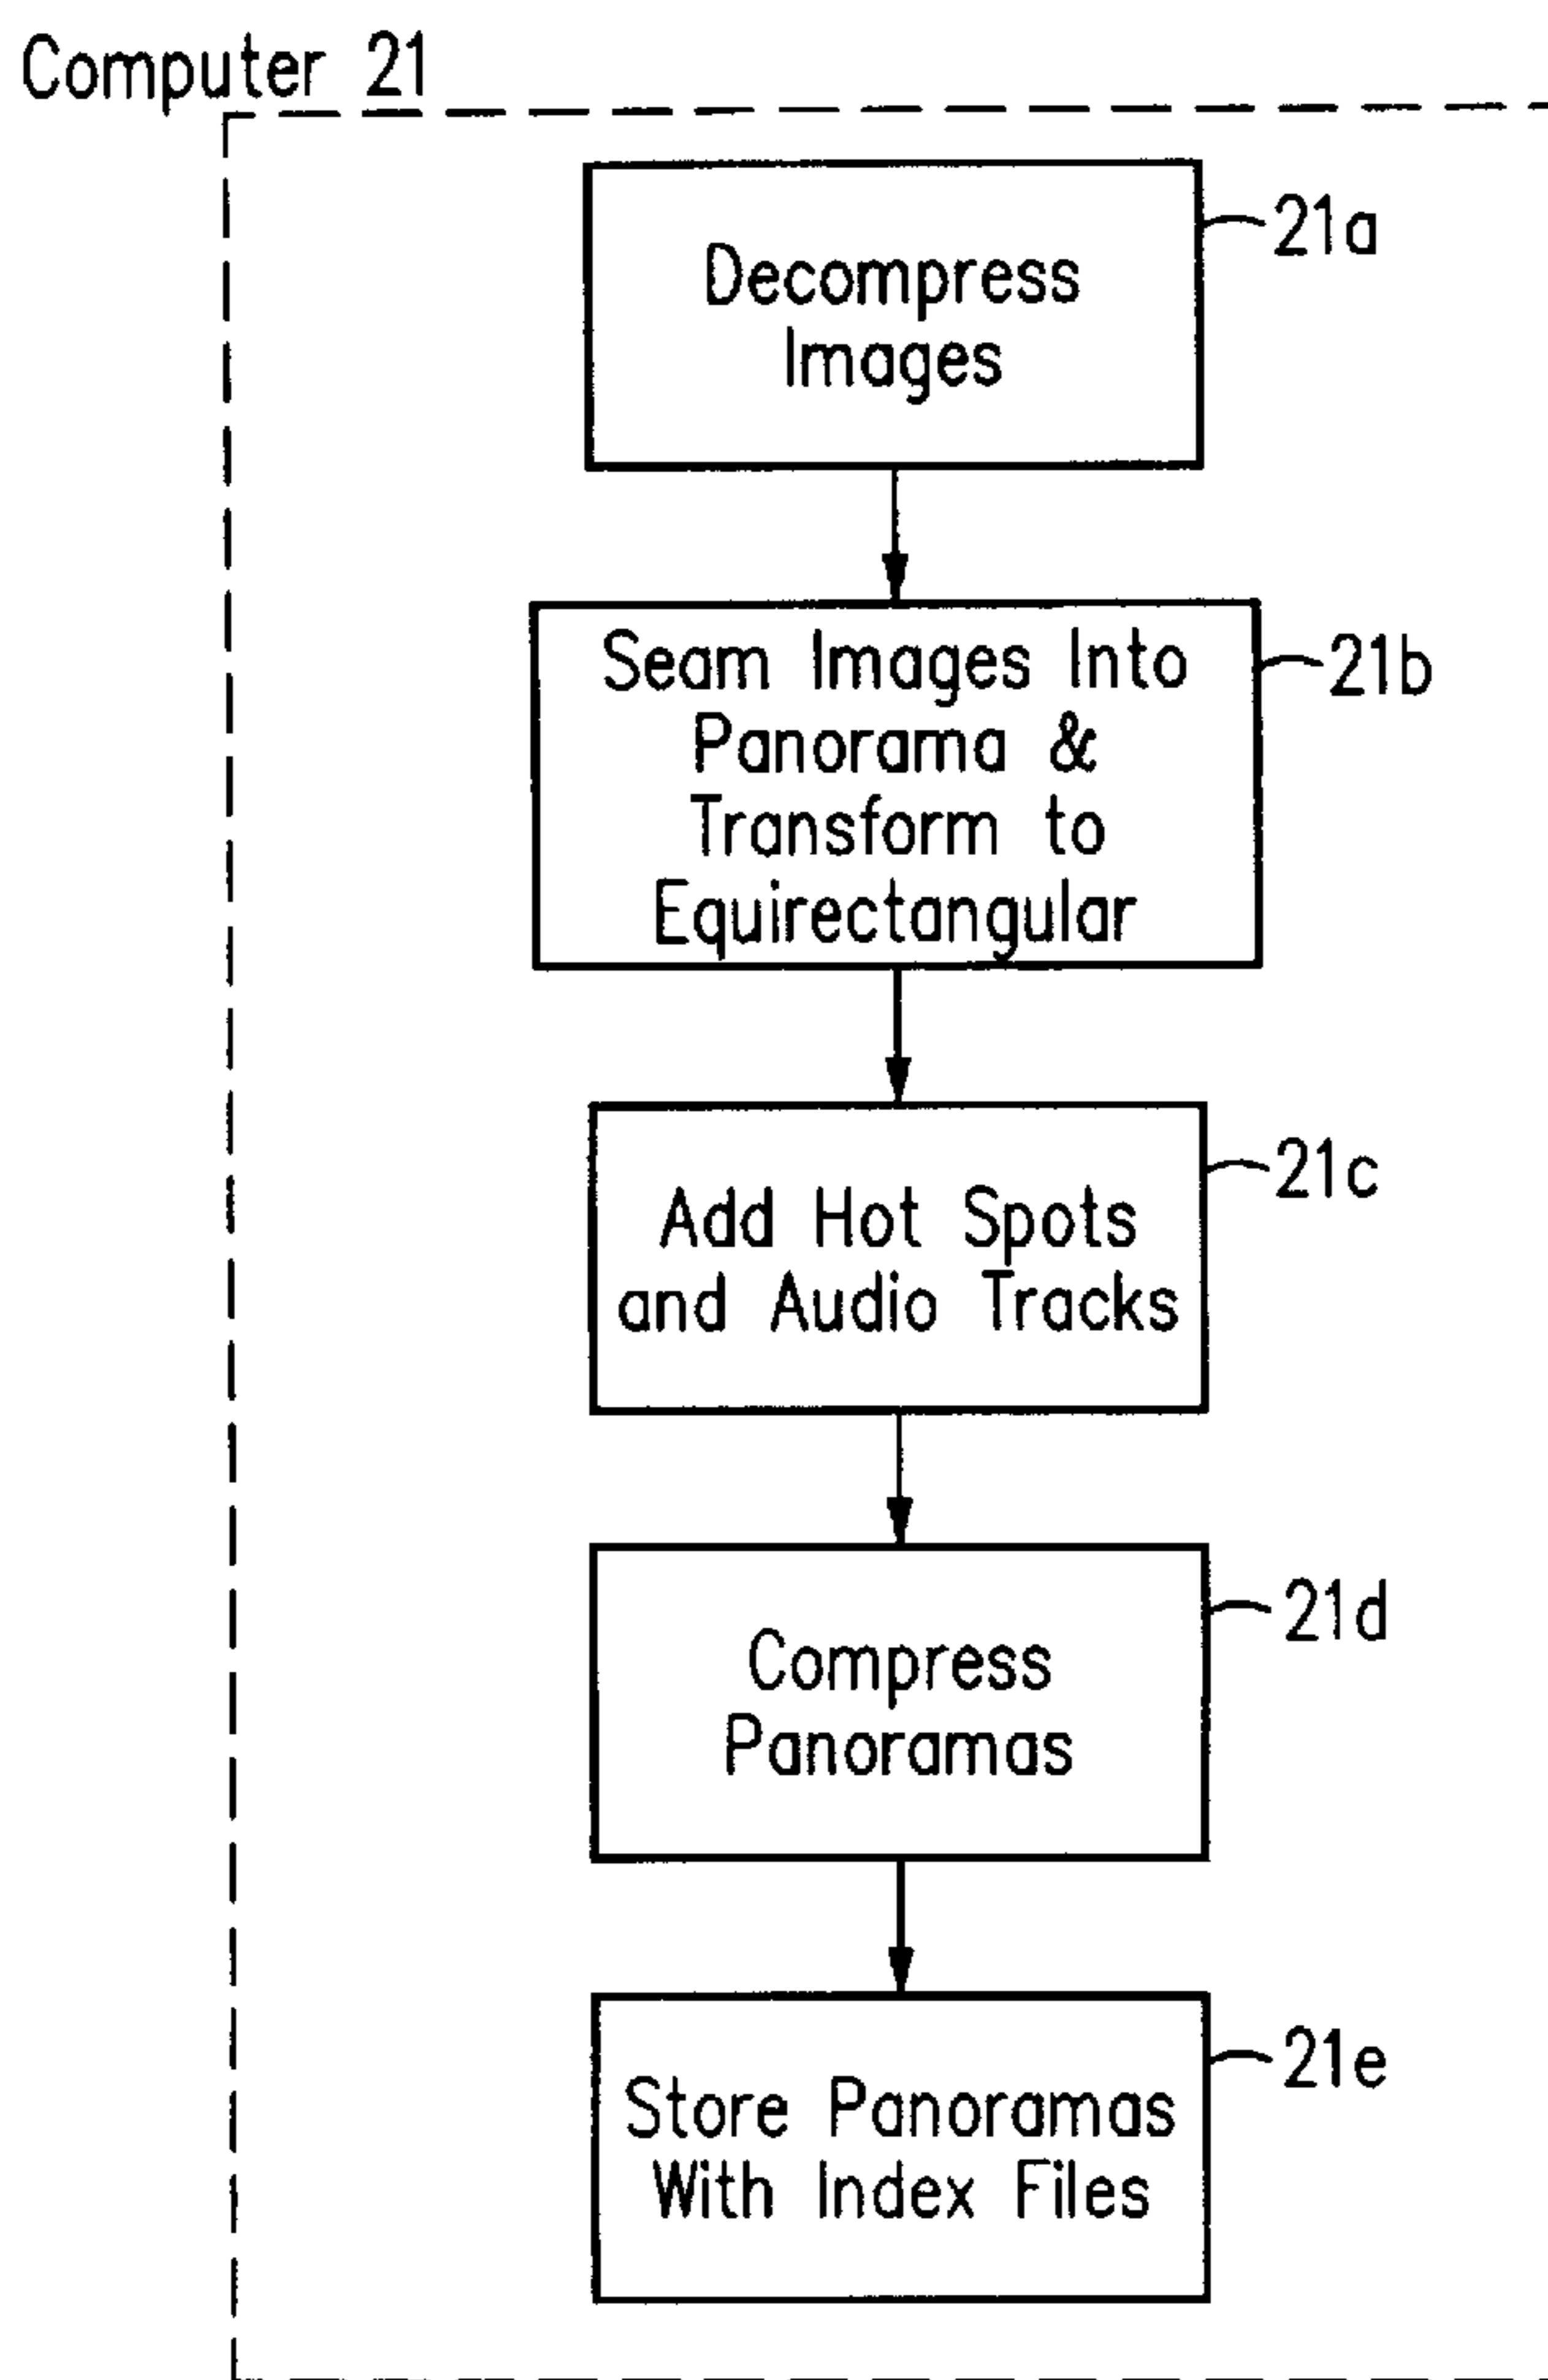 Computer 21
Decompress
Images
21a
Seam Images Into
Panorama &
Transform to
Equirectangular
21b
Add Hot Spots
and Audio Tracks
21c
Compress
Panoramas
21d
Store Panoramas
With Index Files
21e